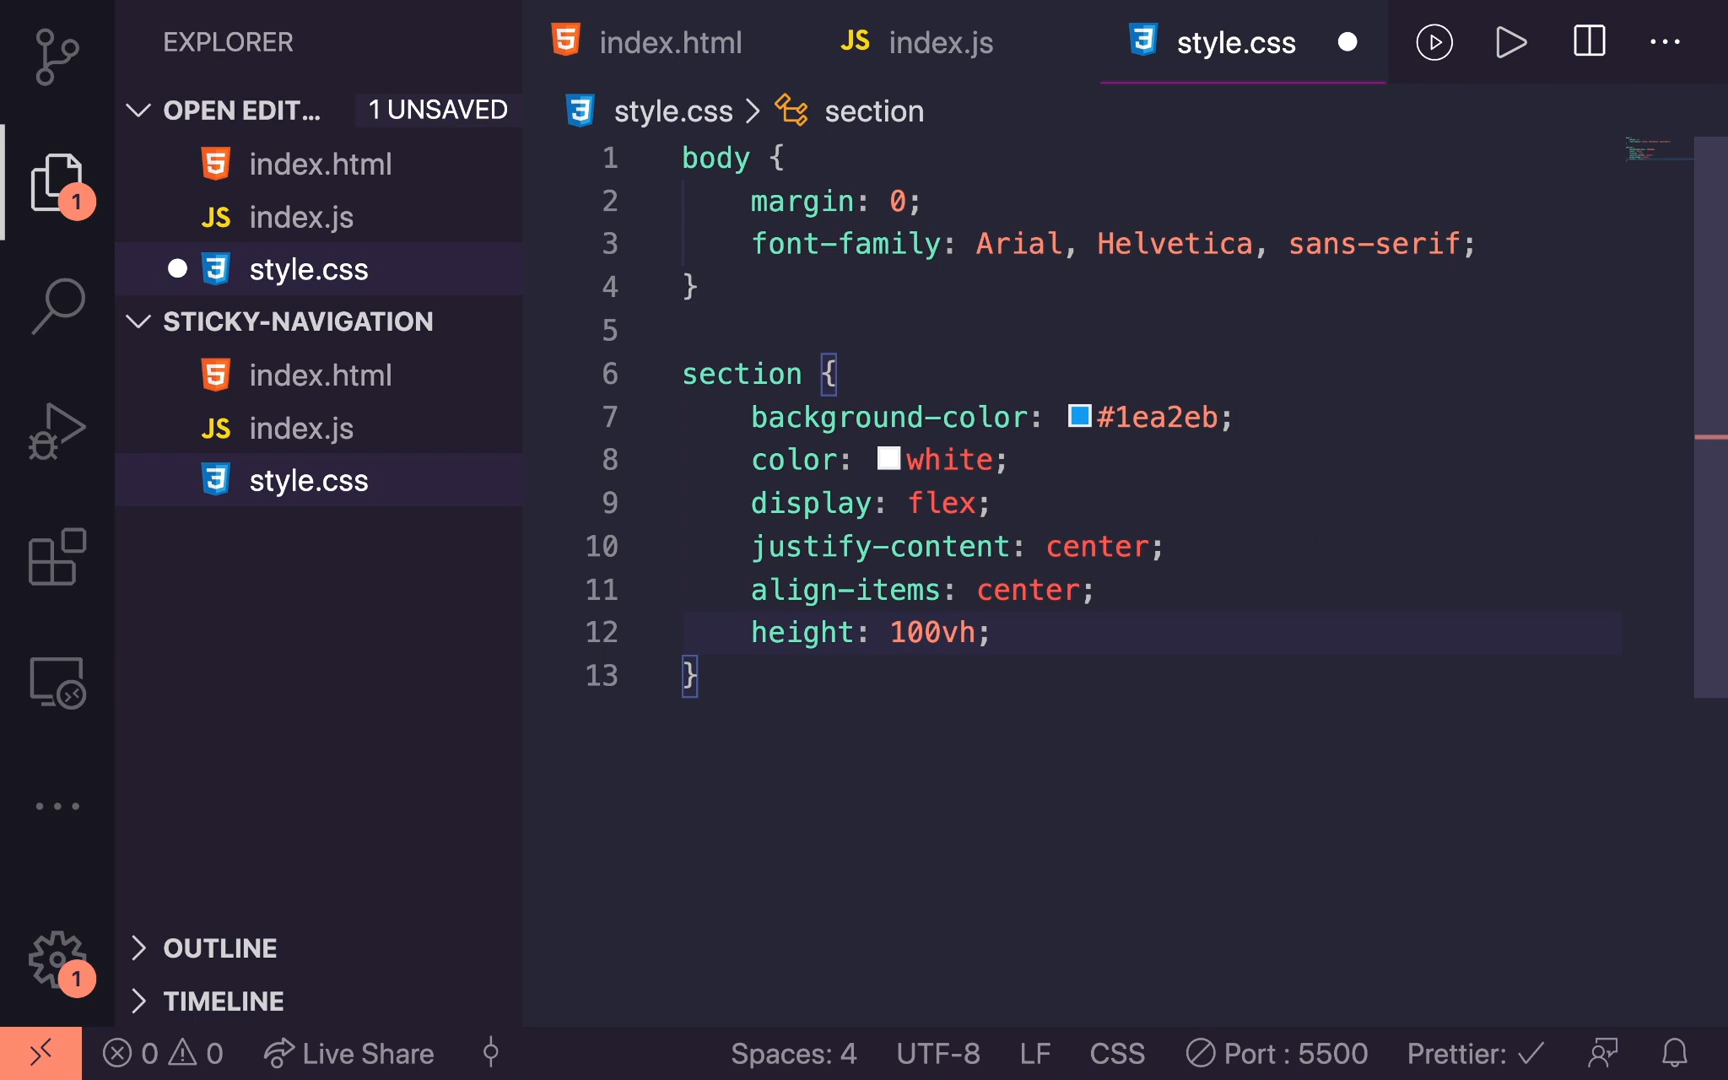 EXPLORER
OPEN EDIT...
1 UNSAVED
index.html
JS index.js
style.css
STICKY-NAVIGATION
index.html
JS index.js
style.css
OUTLINE
TIMELINE
1
1
index.html
JS index.js
style.css
style.css > section
1 body {
2 margin: 0;
3 font-family: Arial, Helvetica, sans-serif;
4 }
5
6 section {
7 background-color: #1ea2eb;
8 color: white;
9 display: flex;
10 justify-content: center;
11 align-items: center;
12 height: 100vh;
13 }
0 0 Live Share Spaces: 4 UTF-8 LF CSS Port : 5500 Prettier: ✓